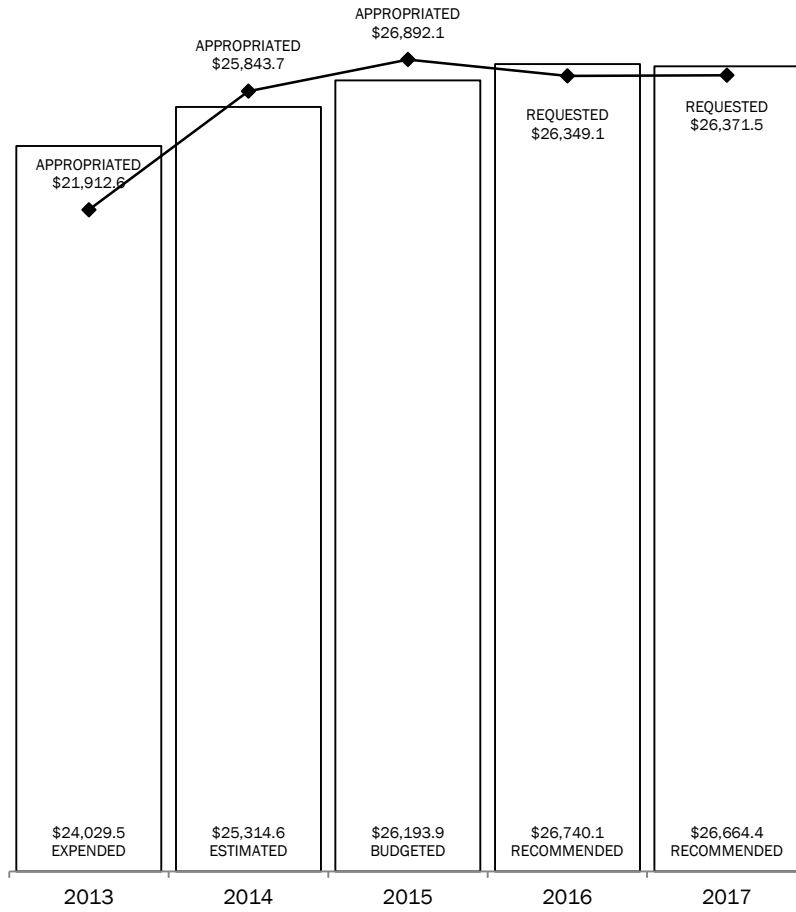 APPROPRIATED
$26,892.1
APPROPRIATED
$25,843.7
REQUESTED
$26,349.1
REQUESTED
$26,371.5
APPROPRIATED
$21,912.6
$24,029.5
EXPENDED
$25,314.6
ESTIMATED
$26,193.9
BUDGETED
$26,740.1
RECOMMENDED
$26,664.4
RECOMMENDED
2013
2014
2015
2016
2017